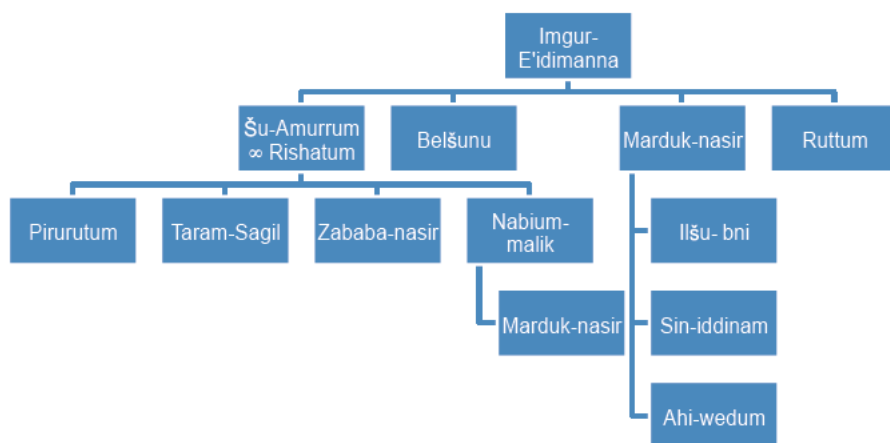 Imgur-
E'idimanna
Šu-Amurrum
∞ Rishatum
Belšunu
Marduk-nasir
Ruttum
Pirurutum
Taram-Sagil
Zababa-nasir
Nabium-
malik
Ilšu- bni
Marduk-nasir
Sin-iddinam
Ahi-wedum